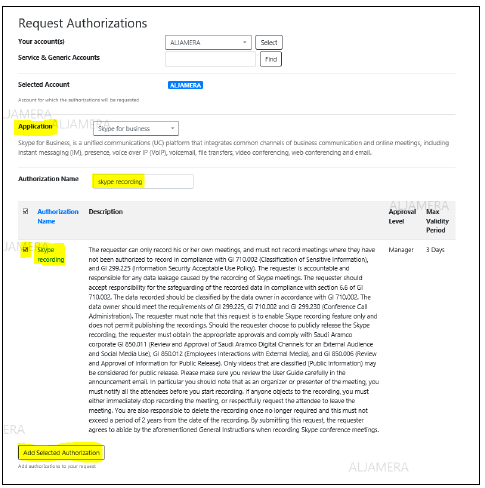 Request Authorizations
Your account(s)
ALJAMERA
Select
Service & Generic Accounts
Find
Selected Account
ALJAMERA
Account for which the authorizations will be requested
ALJAMERA
ALJAMERA
Application
Skype for business
Skype for Business, is a unified communications (UC) platform that integrates common channels of business communication and online meetings, including
instant messaging (IM), presence, voice over IP (VoIP), voicemail, file transfers, video conferencing, web conferencing and email.
Authorization Name
skype recording
ALJAMERA
Authorization
Name
Description
Approval
Level
Max
Validity
Period
ALJAMERA
Skype
recording
The requester can only record his or her own meetings, and must not record meetings where they have
not been authorized to record in compliance with GI 710.002 (Classification of Sensitive Information),
and GI 299.223 (Information Security Acceptable Use Policy). The requester is accountable and
responsible for any data leakage caused by the recording of Skype meetings. The requester should
accept responsibility for the safeguarding of the recorded data in compliance with section 6.6 of GI
710.002. The data recorded should be classified by the data owner in accordance with GI 710.002. The
data owner should meet the requirements of GI 299.225, GI 710.002 and GI 299.230 (Conference Call
Administration). The requester must note that this request is to enable Skype recording feature only and
does not permit publishing the recordings. Should the requester choose to publicly release the Skype
recording, the requester must obtain the appropriate approvals and comply with Saudi Aramco
corporate GI 850.011 (Review and Approval of Saudi Aramco Digital Channels for an External Audience
and Social Media Use), GI 850.012 (Employees Interactions with External Media), and GI 850.006 (Review
and Approval of Information for Public Release). Only videos that are classified (Public Information) may
be considered for public release. Please make sure you review the User Guide carefully in the
announcement email. In particular you should note that as an organizer or presenter of the meeting, you
must notify all the attendees before you start recording. If anyone objects to the recording, you must
either immediately stop recording the meeting, or respectfully request the attendee to leave the
meeting. You are also responsible to delete the recording once no longer required and this must not
exceed a period of 2 years from the date of the recording. By submitting this request, the requester
agrees to abide by the aforementioned General Instructions when recording Skype conference meetings.
Manager
3 Days
ERA
Add Selected Authorization
Add authorizations to your request
ALJAMERA